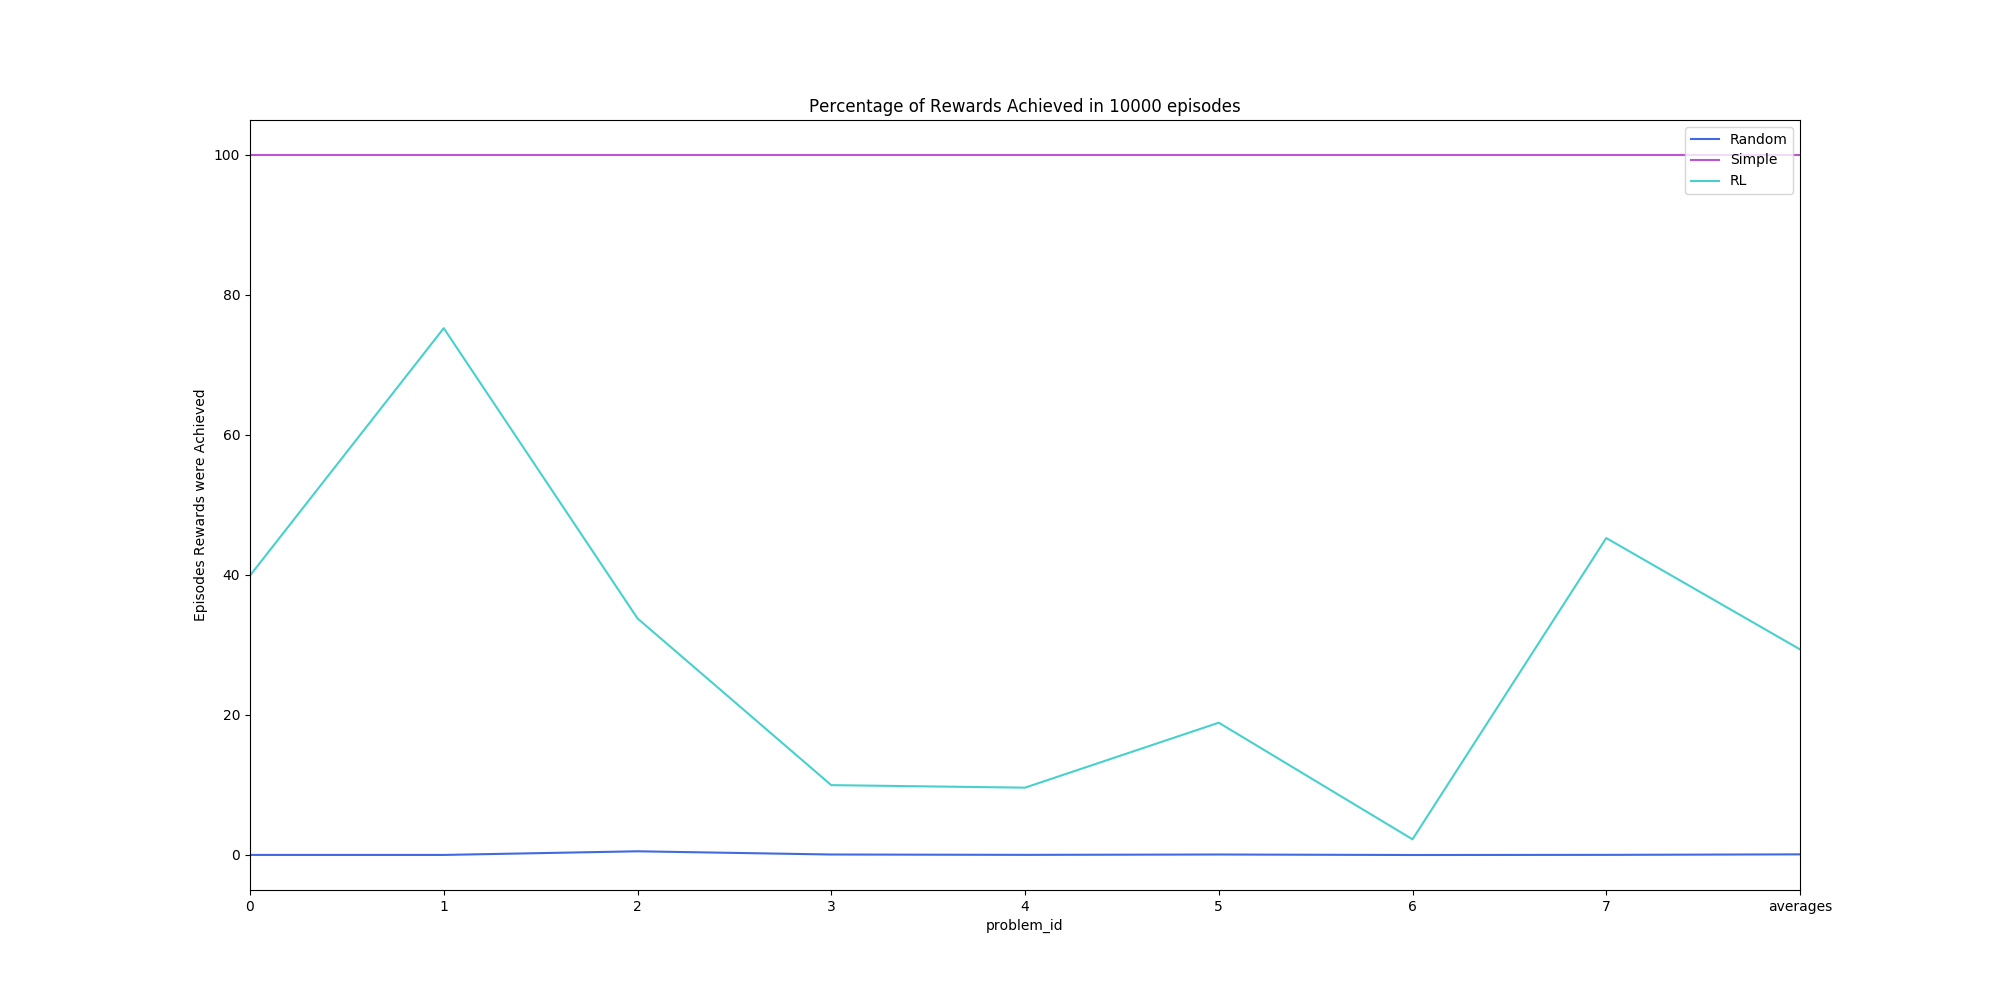 Percentage of Rewards Achieved in 10000 episodes
Random
Simple
RL
100
80
60
40
20
0
Episodes Rewards were Achieved
0 1 2 3 4 5 6 7 averages
problem_id